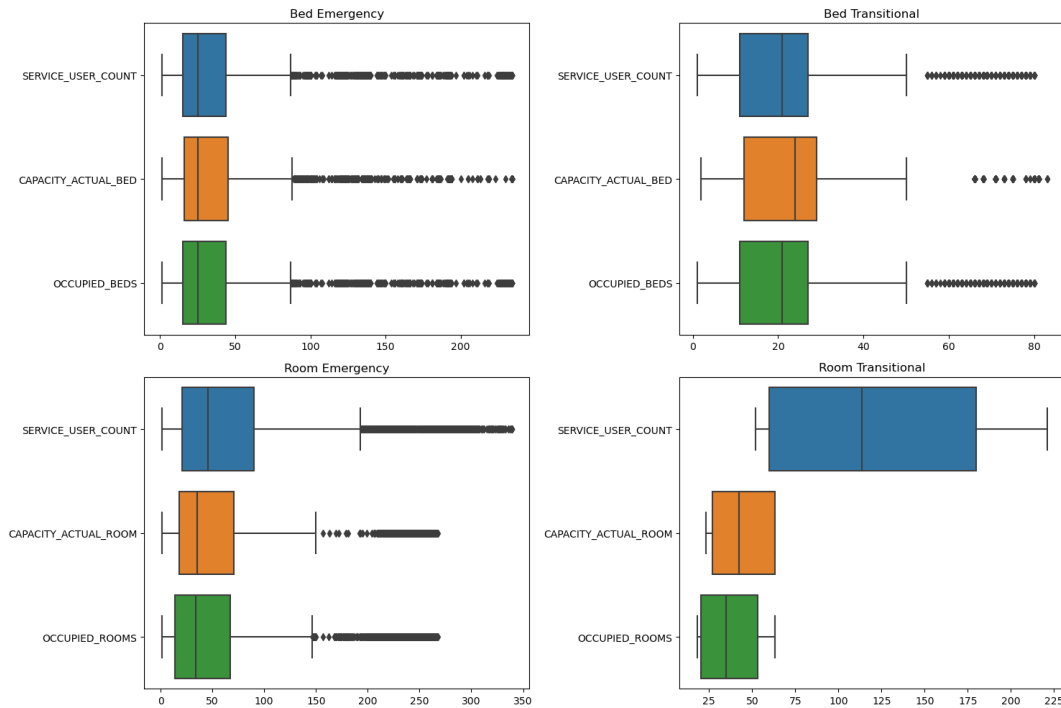 Bed Emergency
SERVICE_USER_COUNT
CAPACITY_ACTUAL_BED
OCCUPIED_BEDS
0 50 100 150 200
Bed Transitional
SERVICE_USER_COUNT
CAPACITY_ACTUAL_BED
OCCUPIED_BEDS
0 20 40 60 80
Room Emergency
SERVICE_USER_COUNT
CAPACITY_ACTUAL_ROOM
OCCUPIED_ROOMS
0 50 100 150 200 250 300 350
Room Transitional
SERVICE_USER_COUNT
CAPACITY_ACTUAL_ROOM
OCCUPIED_ROOMS
25 50 75 100 125 150 175 200 225